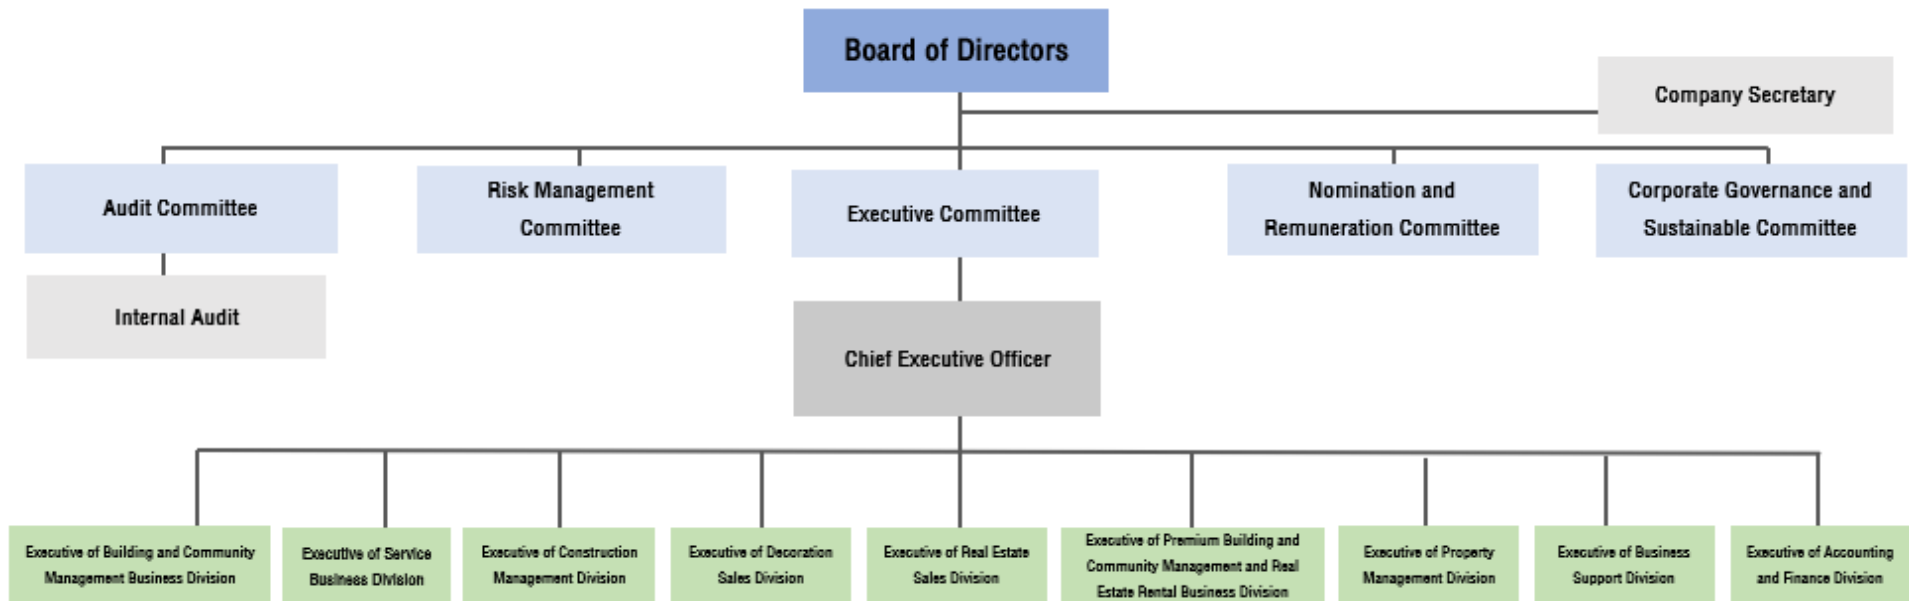 Board of Directors
Company Secretary
Audit Committee
Risk Management
Committee
Executive Committee
Nomination and
Remuneration Committee
Corporate Governance and
Sustainable Committee
Internal Audit
Chief Executive Officer
Executive of Building and Community
Management Business Division
Executive of Service
Business Division
Executive of Construction
Management Division
Executive of Decoration
Sales Division
Executive of Real Estate
Sales Division
Executive of Premium Building and
Community Management and Real
Estate Rental Business Division
Executive of Property
Management Division
Executive of Business
Support Division
Executive of Accounting
and Finance Division